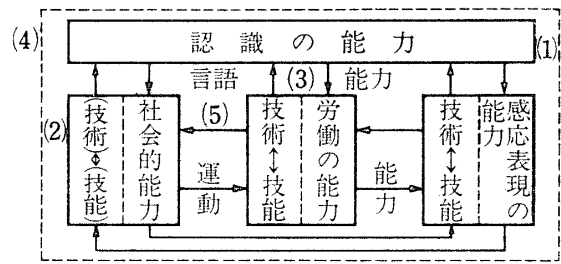 (4)
認識の能力
(1)
言語
(3)
能力
(2)
(技術)↔(技能)
社会的能力
(5)
運動
技術↔技能
労働の能力
能力
技術↔技能
感応表現の
能力